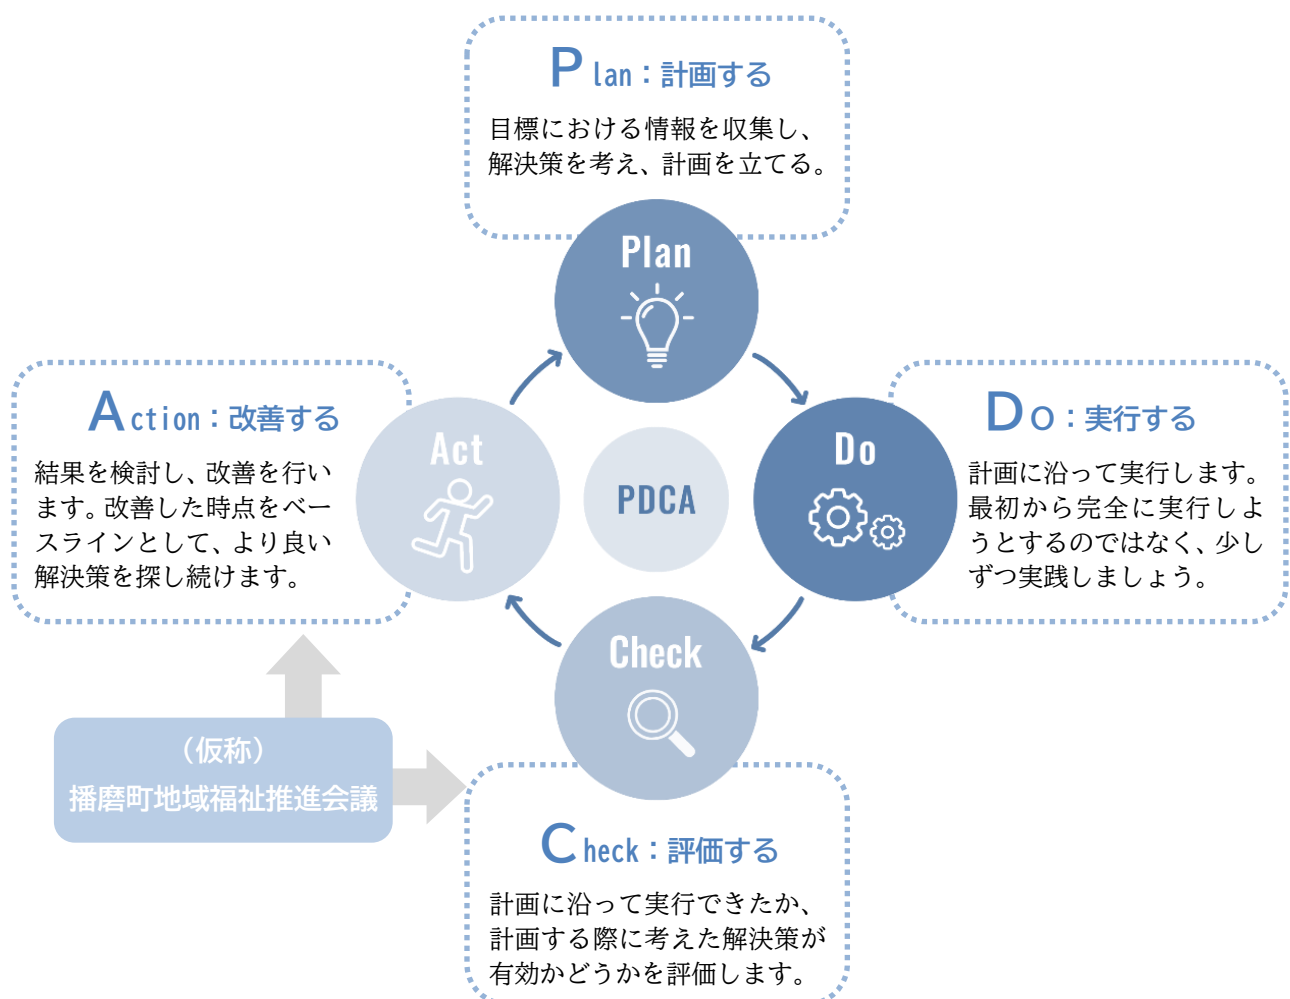 Plan：計画する
目標における情報を収集し、
解決策を考え、計画を立てる。
Plan
Action：改善する
結果を検討し、改善を行い
ます。改善した時点をベー
スラインとして、より良い
解決策を探し続けます。
Act
PDCA
Do
Do：実行する
計画に沿って実行します。
最初から完全に実行しよ
うとするのではなく、少し
ずつ実践しましょう。
Check
（仮称）
播磨町地域福祉推進会議
Check：評価する
計画に沿って実行できたか、
計画する際に考えた解決策が
有効かどうかを評価します。